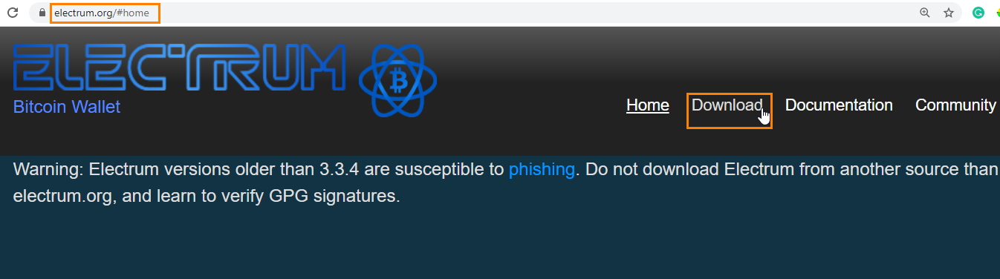 electrum.org/#home
ELECTRUM
Bitcoin Wallet
Home Download Documentation Community
Warning: Electrum versions older than 3.3.4 are susceptible to phishing. Do not download Electrum from another source than
electrum.org, and learn to verify GPG signatures.